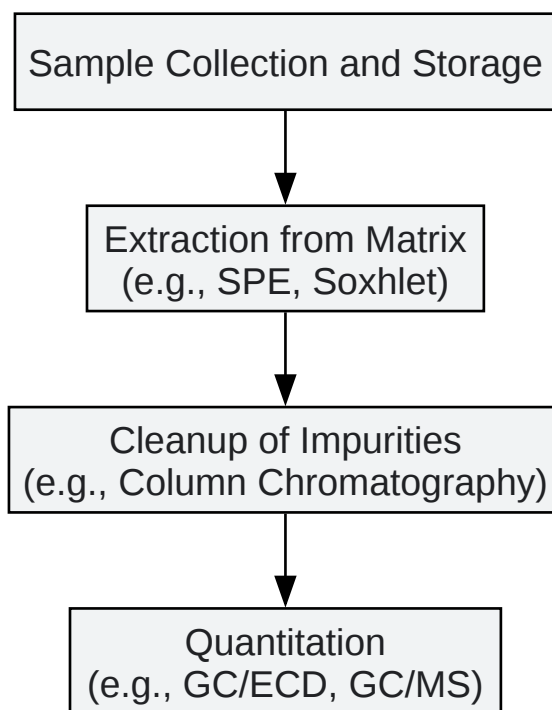 Sample Collection and Storage
Extraction from Matrix
(e.g., SPE, Soxhlet)
Cleanup of Impurities
(e.g., Column Chromatography)
Quantitation
(e.g., GC/ECD, GC/MS)